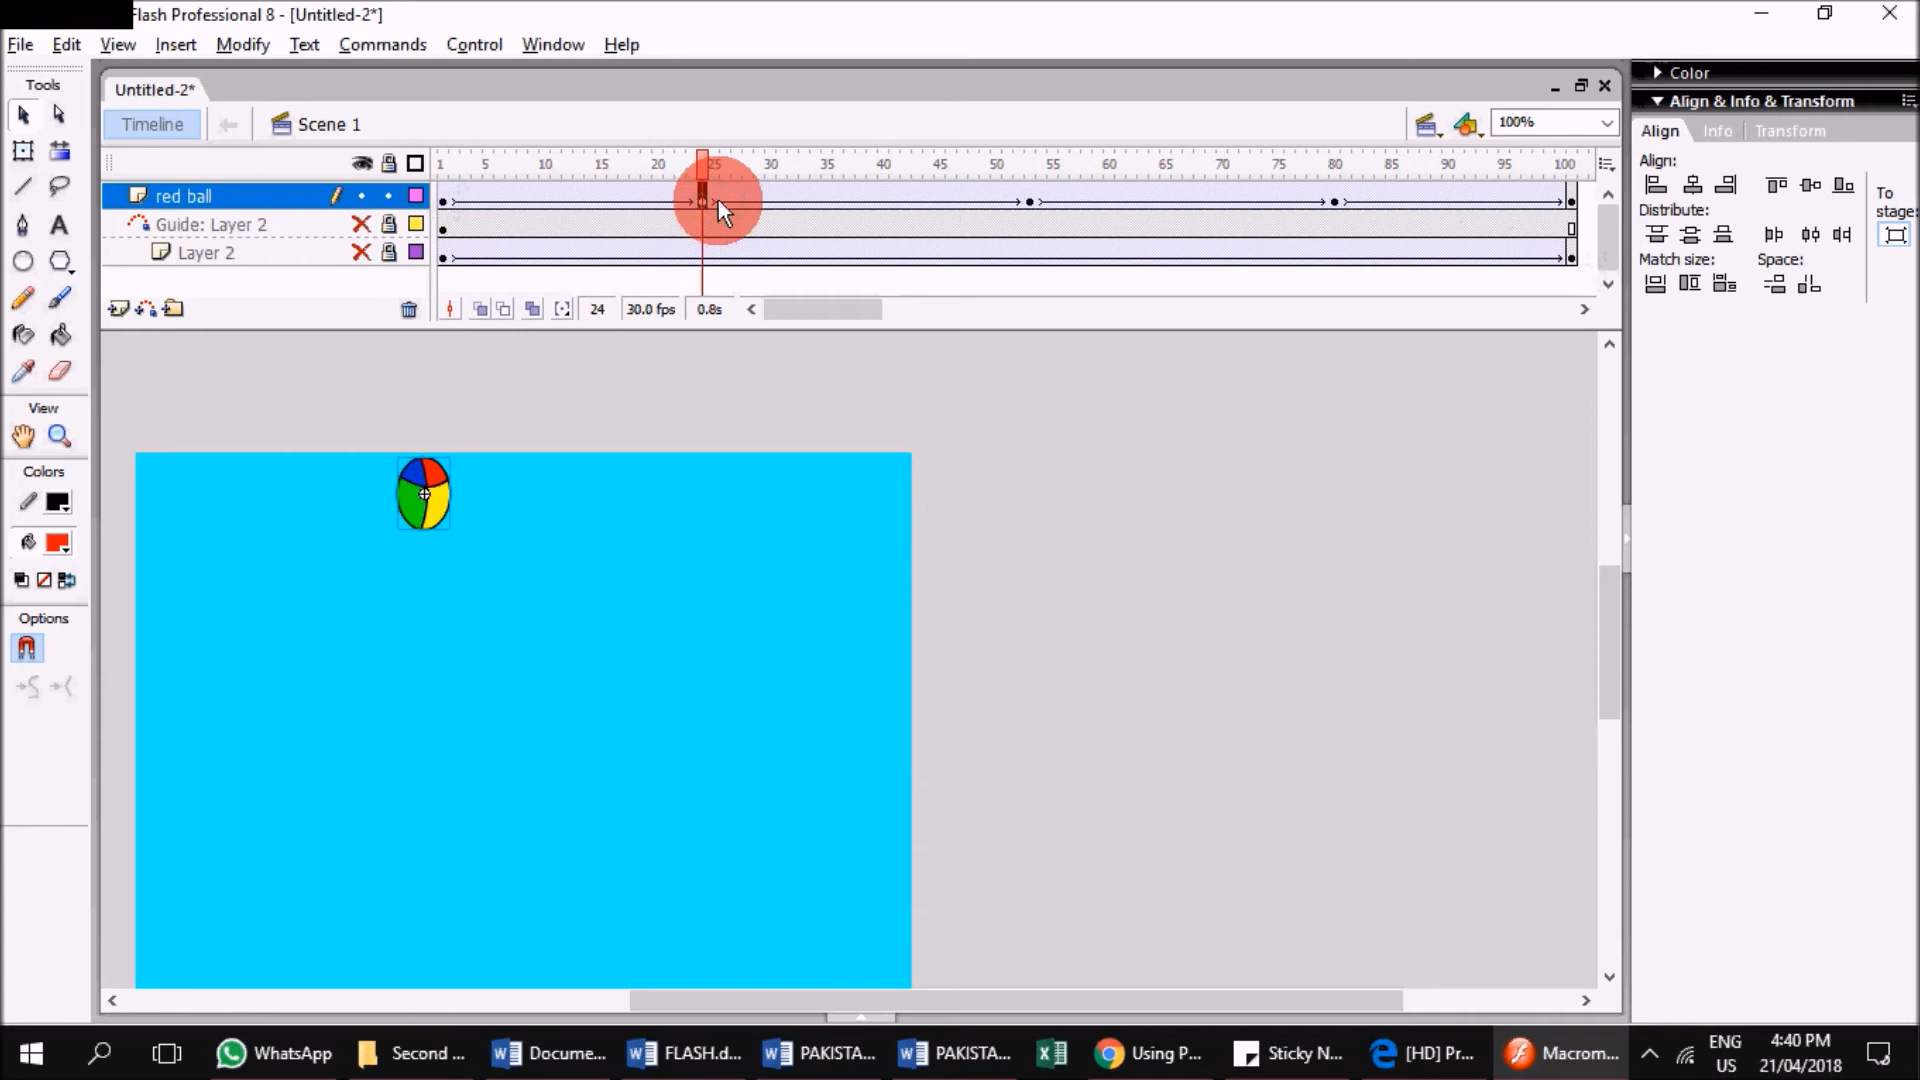 Flash Professional 8 - [Untitled-2*]
File Edit View Insert Modify Text Commands Control Window Help
Tools
Untitled-2*
Timeline
Scene 1
100%
1 5 10 15 20 25 30 35 40 45 50 55 60 65 70 75 80 85 90 95 100
red ball
Guide: Layer 2
Layer 2
24 30.0 fps 0.8s
View
Colors
Options
Color
Align & Info & Transform
Align Info Transform
Align:
To
stage:
Distribute:
Match size: Space:
WhatsApp
Second ...
Docume...
FLASH.d...
PAKISTA...
PAKISTA...
Using P...
Sticky N...
[HD] Pr...
Macrom...
ENG
US
4:40 PM
21/04/2018